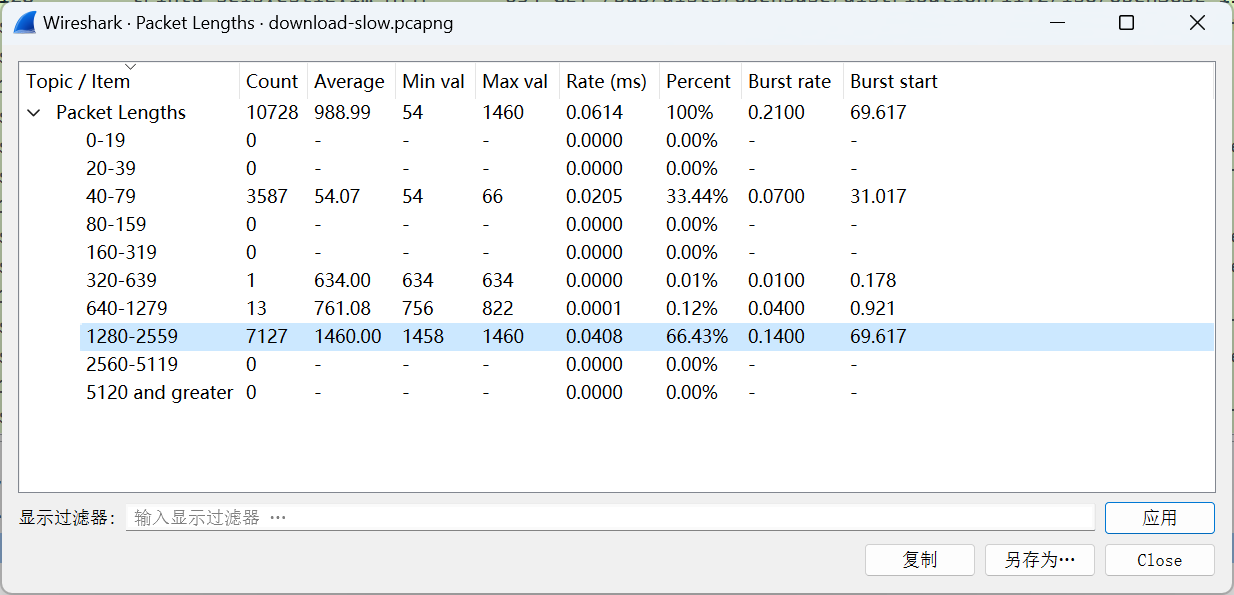 Wireshark · Packet Lengths · download-slow.pcapng
Topic / Item Count Average Min val Max val Rate (ms) Percent Burst rate Burst start
Packet Lengths 10728 988.99 54 1460 0.0614 100% 0.2100 69.617
0-19 0 - - - 0.0000 0.00% - -
20-39 0 - - - 0.0000 0.00% - -
40-79 3587 54.07 54 66 0.0205 33.44% 0.0700 31.017
80-159 0 - - - 0.0000 0.00% - -
160-319 0 - - - 0.0000 0.00% - -
320-639 1 634.00 634 634 0.0000 0.01% 0.0100 0.178
640-1279 13 761.08 756 822 0.0001 0.12% 0.0400 0.921
1280-2559 7127 1460.00 1458 1460 0.0408 66.43% 0.1400 69.617
2560-5119 0 - - - 0.0000 0.00% - -
5120 and greater 0 - - - 0.0000 0.00% - -
显示过滤器： 输入显示过滤器 … 应用
复制 另存为… Close